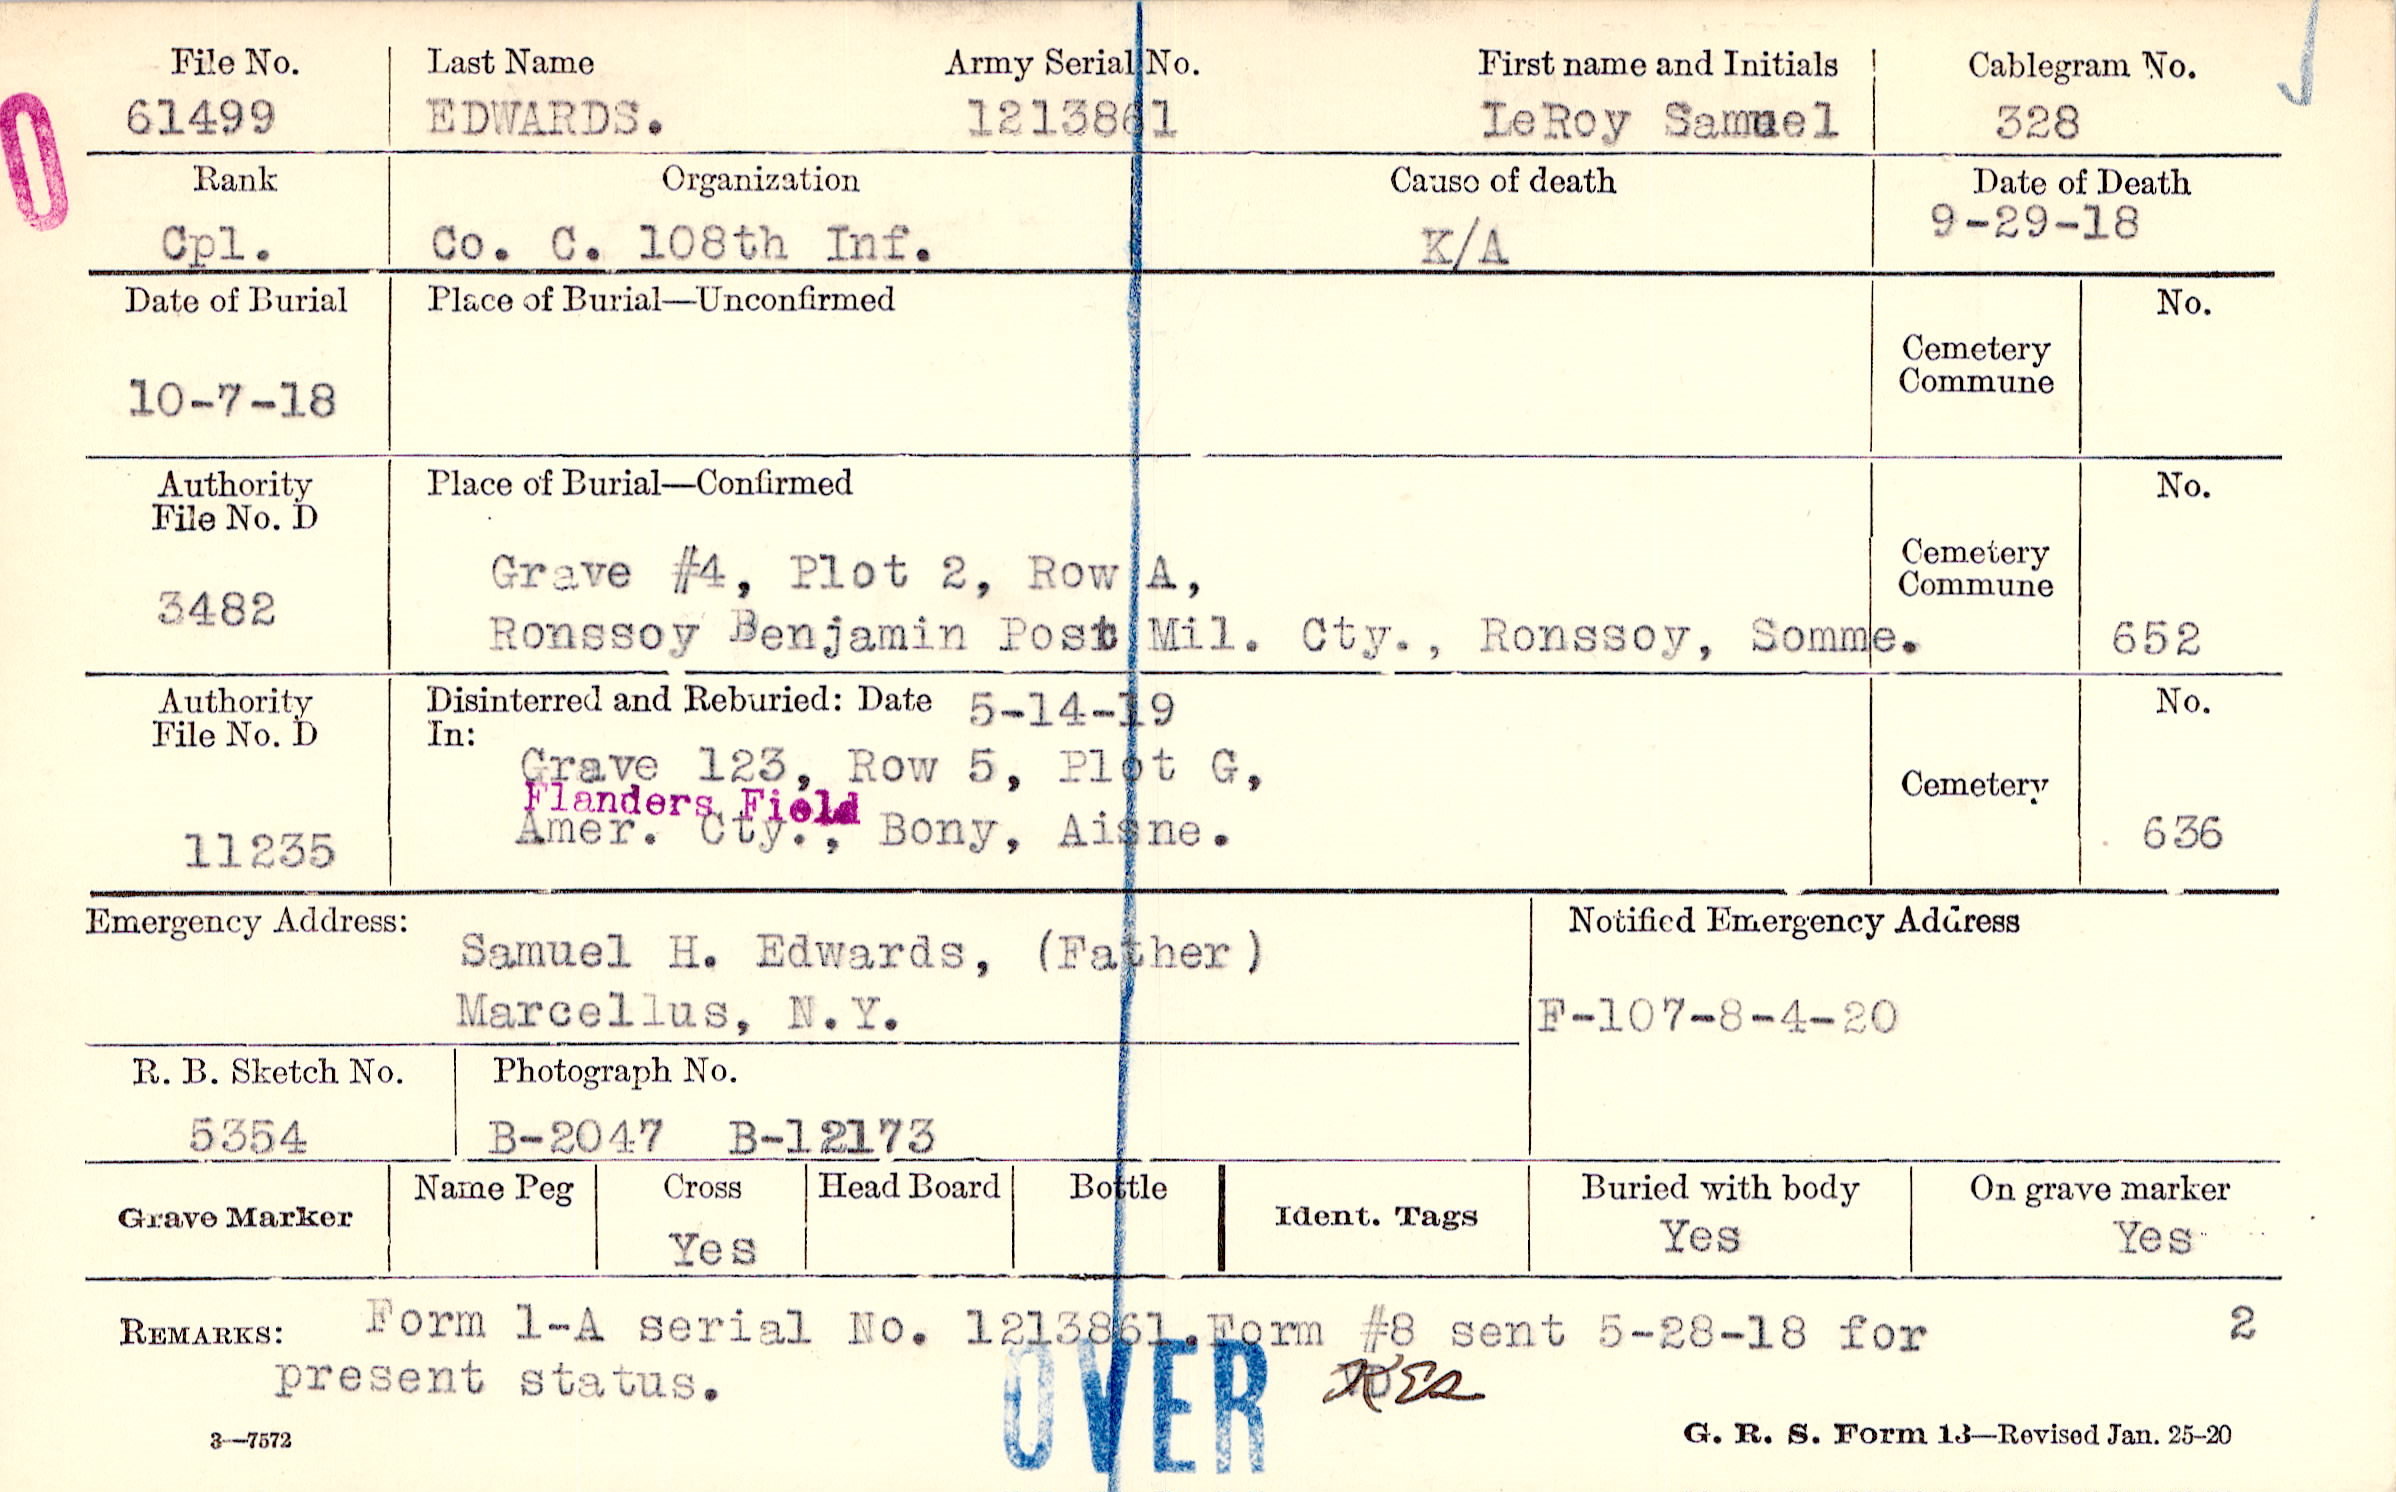 File No. Last Name Army Serial No. First name and Initials Cablegram No.
61499 EDWARDS. 1213861 LeRoy Samuel 328
O
Rank Organization Cause of death Date of Death
Cpl. Co. C. 108th Inf. K/A 9-29-18
Date of Burial Place of Burial—Unconfirmed No.
Cemetery
Commune
10-7-18
Authority Place of Burial—Confirmed No.
File No. D
Cemetery
Grave #4, Plot 2, Row A, Commune
3482
Ronssoy Benjamin Post Mil. Cty., Ronssoy, Somme. 652
Authority Disinterred and Reburied: Date 5-14-19 No.
File No. D In:
Grave 123, Row 5, Plot G,
Flanders Field Cemetery
Amer. Cty., Bony, Aisne. 636
11235
Emergency Address: Notified Emergency Address
Samuel H. Edwards, (Father)
Marcellus, N.Y. F-107-8-4-20
R. B. Sketch No. Photograph No.
5354 B-2047 B-12173
Grave Marker Name Peg Cross Head Board Bottle Ident. Tags Buried with body On grave marker
Yes Yes Yes
REMARKS: Form 1-A serial No. 1213861.Form #8 sent 5-28-18 for 2
present status.
OVER
3—7572 G. R. S. Form 13—Revised Jan. 25-20